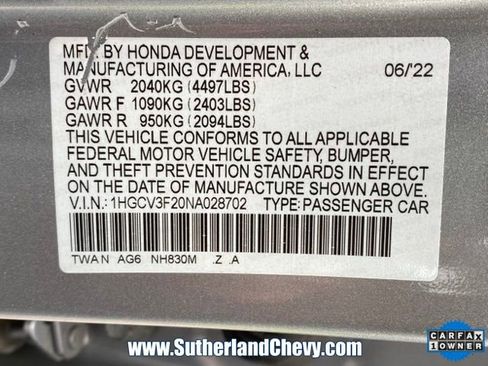 MFD. BY HONDA DEVELOPMENT &
MANUFACTURING OF AMERICA, LLC 06/'22
GVWR 2040KG (4497LBS)
GAWR F 1090KG (2403LBS)
GAWR R 950KG (2094LBS)
THIS VEHICLE CONFORMS TO ALL APPLICABLE
FEDERAL MOTOR VEHICLE SAFETY, BUMPER,
AND THEFT PREVENTION STANDARDS IN EFFECT
ON THE DATE OF MANUFACTURE SHOWN ABOVE.
V.I.N.: 1HGCV3F20NA028702 TYPE: PASSENGER CAR
TWA N AG6 NH830M .Z .A
www.SutherlandChevy.com
CARFAX
1 OWNER